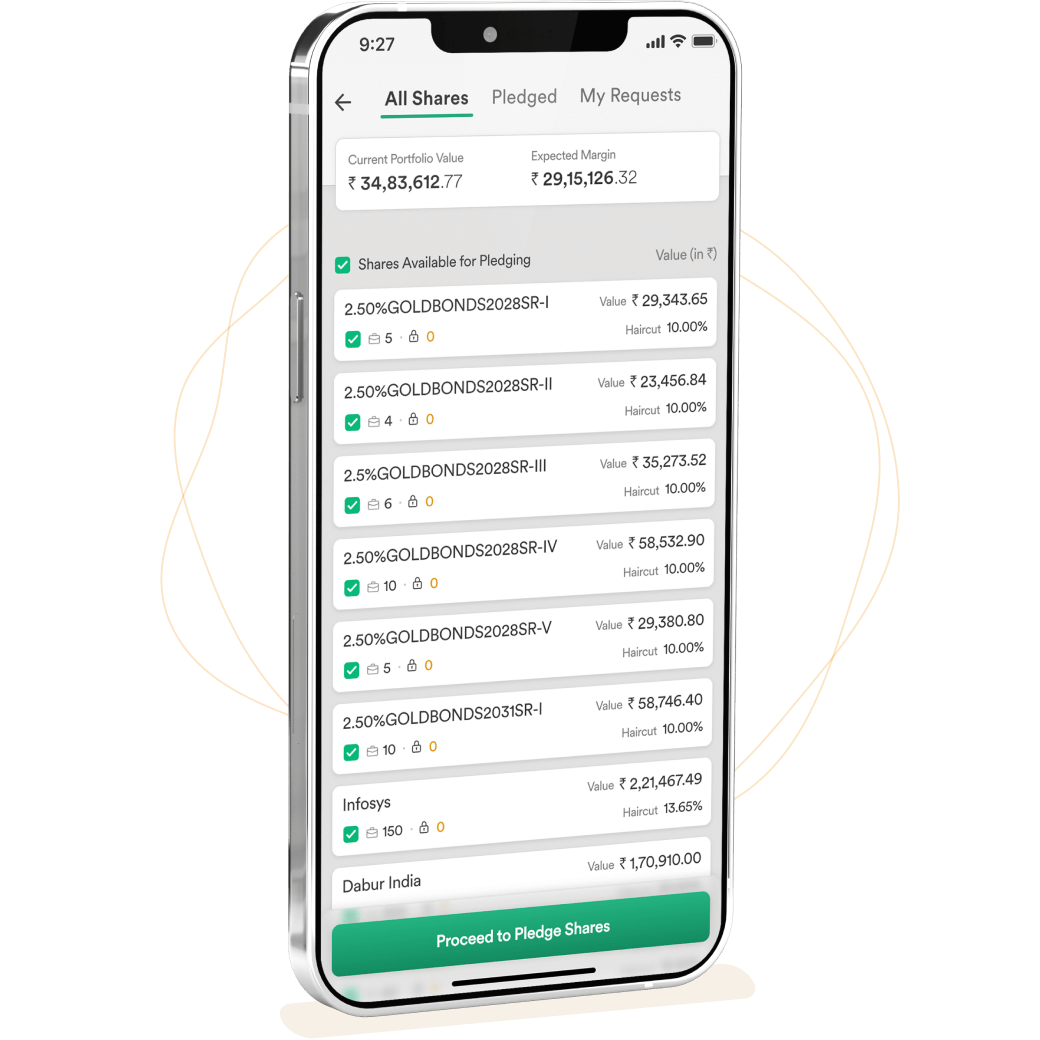 9:27
All Shares Pledged My Requests
Current Portfolio Value Expected Margin
₹ 34,83,612.77 ₹ 29,15,126.32
Shares Available for Pledging Value (in ₹)
2.50%GOLDBONDS2028SR-I Value ₹ 29,343.65
5 · 0 Haircut 10.00%
2.50%GOLDBONDS2028SR-II Value ₹ 23,456.84
4 · 0 Haircut 10.00%
2.5%GOLDBONDS2028SR-III Value ₹ 35,273.52
6 · 0 Haircut 10.00%
2.50%GOLDBONDS2028SR-IV Value ₹ 58,532.90
10 · 0 Haircut 10.00%
2.50%GOLDBONDS2028SR-V Value ₹ 29,380.80
5 · 0 Haircut 10.00%
2.50%GOLDBONDS2031SR-I Value ₹ 58,746.40
10 · 0 Haircut 10.00%
Infosys Value ₹ 2,21,467.49
150 · 0 Haircut 13.65%
Dabur India Value ₹ 1,70,910.00
Proceed to Pledge Shares